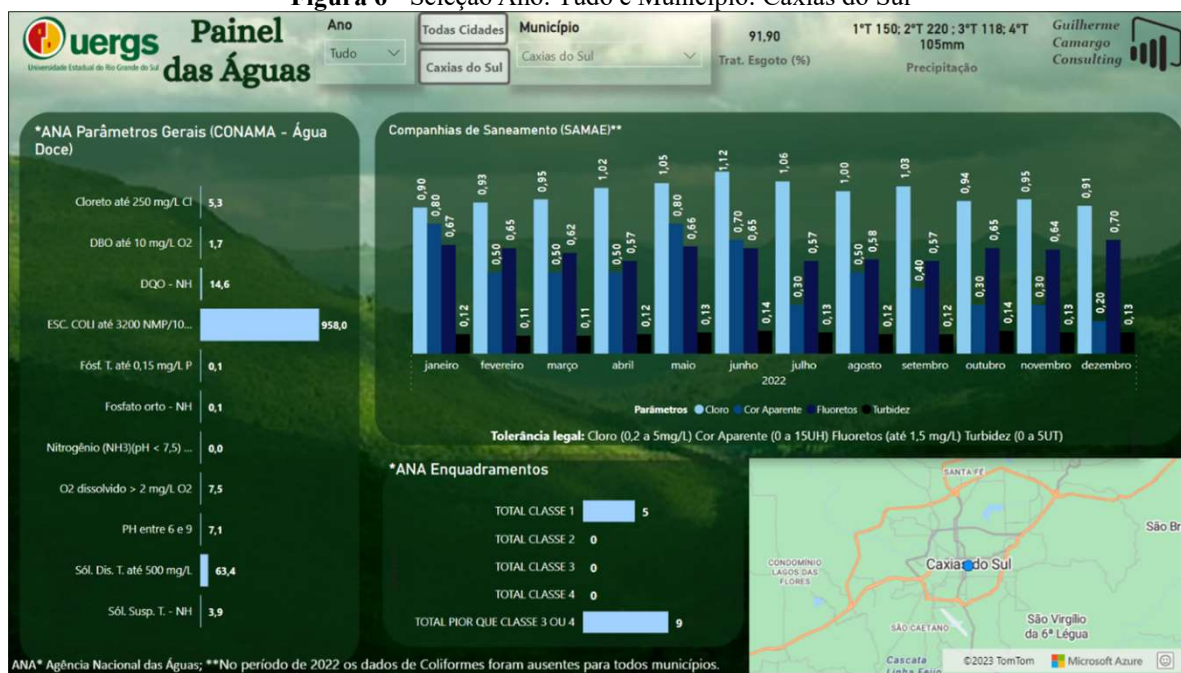 Figura 6 - Seleção Ano: Tudo e Município: Caxias do Sul
uergs
Universidade Estadual do Rio Grande do Sul
Painel
das Águas
Ano
Tudo
Todas Cidades
Caxias do Sul
Município
Caxias do Sul
91,90
Trat. Esgoto (%)
1°T 150; 2°T 220 ; 3°T 118; 4°T
105mm
Precipitação
Guilherme
Camargo
Consulting
*ANA Parâmetros Gerais (CONAMA - Água
Doce)
Cloreto até 250 mg/L Cl 5,3
DBO até 10 mg/L O2 1,7
DQO - NH 14,6
ESC. COLI até 3200 NMP/10... 958,0
Fósf. T. até 0,15 mg/L P 0,1
Fosfato orto - NH 0,1
Nitrogênio (NH3)(pH < 7,5) ... 0,0
O2 dissolvido > 2 mg/L O2 7,5
PH entre 6 e 9 7,1
Sól. Dis. T. até 500 mg/L 63,4
Sól. Susp. T. - NH 3,9
Companhias de Saneamento (SAMAE)**
0,90 0,80 0,67 0,12
0,93 0,50 0,65 0,11
0,95 0,50 0,62 0,11
1,02 0,50 0,57 0,12
1,05 0,80 0,66 0,13
1,12 0,70 0,65 0,14
1,06 0,30 0,57 0,13
1,00 0,50 0,58 0,12
1,03 0,40 0,57 0,12
0,94 0,30 0,65 0,14
0,95 0,30 0,64 0,13
0,91 0,20 0,70 0,13
janeiro fevereiro março abril maio junho julho agosto setembro outubro novembro dezembro
2022
Parâmetros Cloro Cor Aparente Fluoretos Turbidez
Tolerância legal: Cloro (0,2 a 5mg/L) Cor Aparente (0 a 15UH) Fluoretos (até 1,5 mg/L) Turbidez (0 a 5UT)
*ANA Enquadramentos
TOTAL CLASSE 1 5
TOTAL CLASSE 2 0
TOTAL CLASSE 3 0
TOTAL CLASSE 4 0
TOTAL PIOR QUE CLASSE 3 OU 4 9
SANTA FÉ
São Br
CONDOMÍNIO
LAGOS DAS
FLORES
Caxias do Sul
São Virgílio
da 6ª Légua
SÃO CAETANO
Cascata
Linha Feijó
©2023 TomTom
Microsoft Azure
ANA* Agência Nacional das Águas; **No período de 2022 os dados de Coliformes foram ausentes para todos municípios.